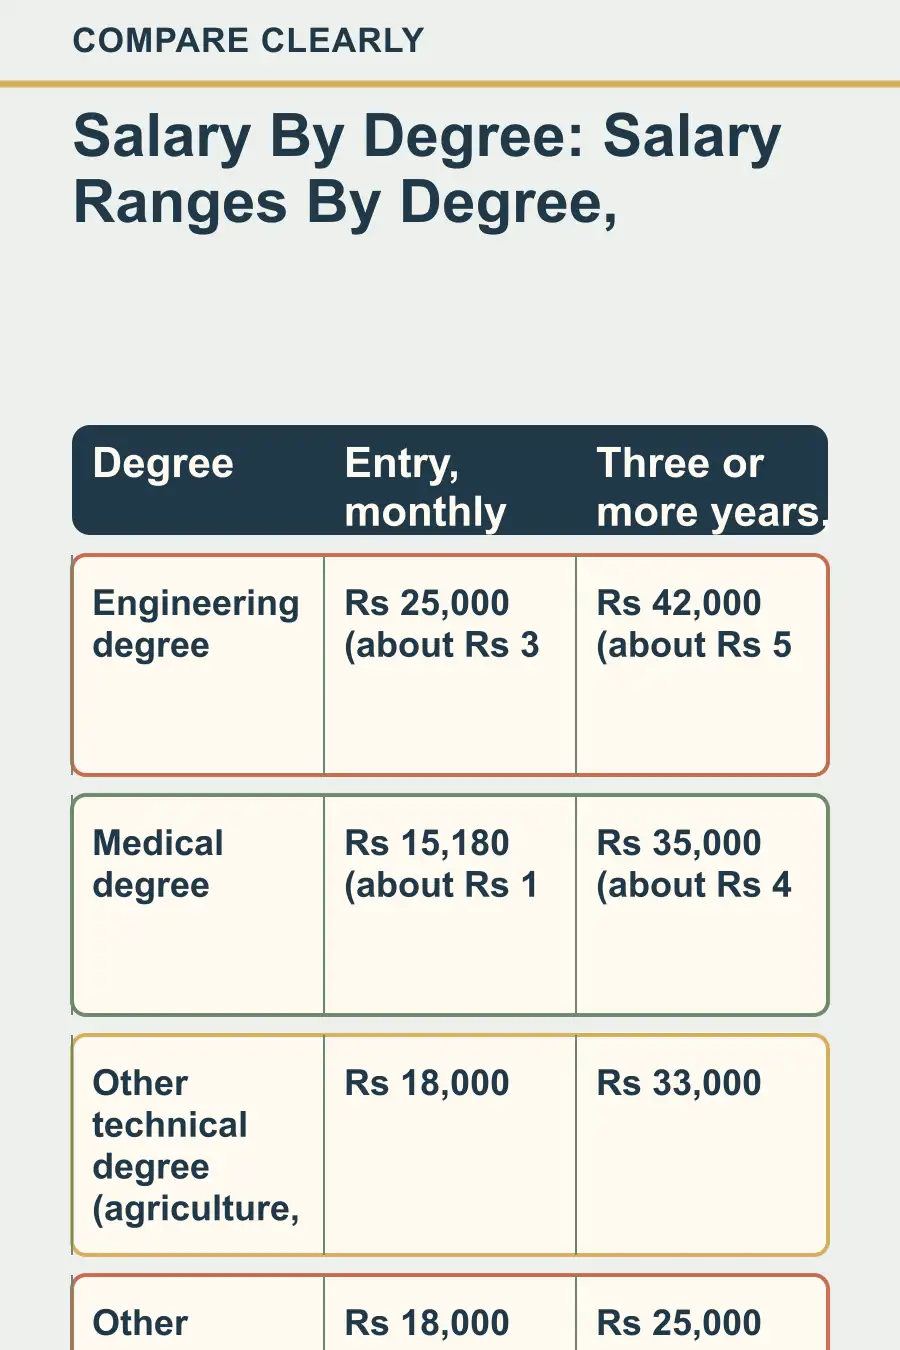 COMPARE CLEARLY
Salary By Degree: Salary
Ranges By Degree,
Degree
Entry,
monthly
Three or
more years,
Engineering
degree
Rs 25,000
(about Rs 3
Rs 42,000
(about Rs 5
Medical
degree
Rs 15,180
(about Rs 1
Rs 35,000
(about Rs 4
Other
technical
degree
(agriculture,
Rs 18,000
Rs 33,000
Other
Rs 18,000
Rs 25,000